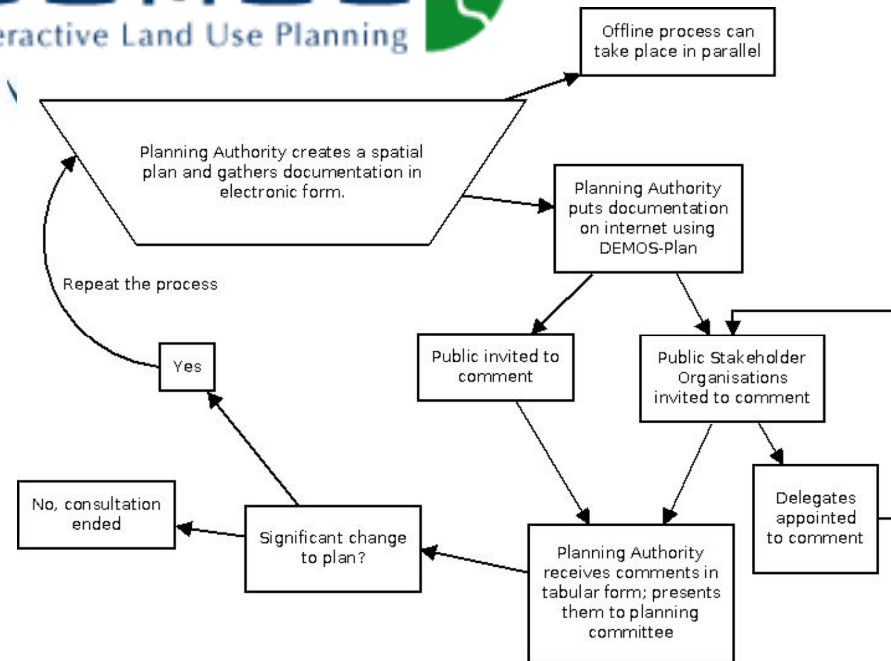 Interactive Land Use Planning
Offline process can
take place in parallel
Planning Authority creates a spatial
plan and gathers documentation in
electronic form.
Planning Authority
puts documentation
on internet using
DEMOS-Plan
Repeat the process
Public invited to
comment
Public Stakeholder
Organisations
invited to comment
Yes
No, consultation
ended
Significant change
to plan?
Delegates
appointed
to comment
Planning Authority
receives comments in
tabular form; presents
them to planning
committee